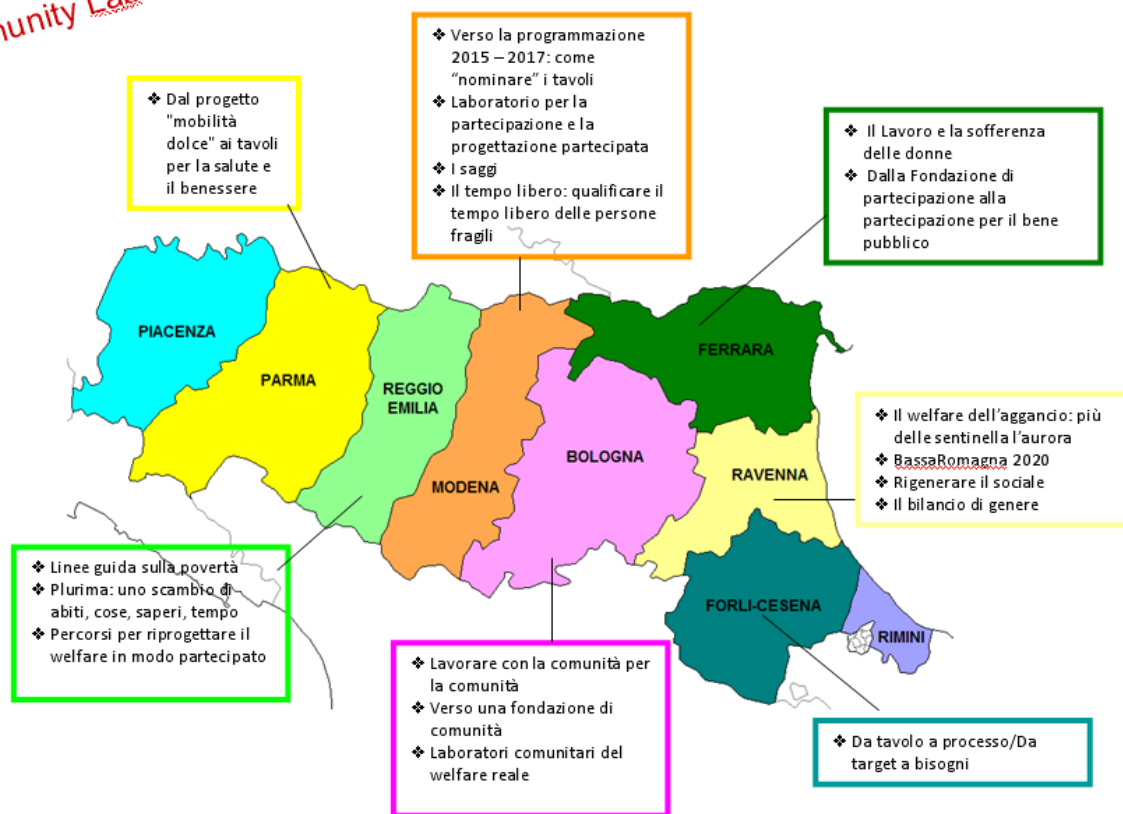 munity Lab
❖ Verso la programmazione
2015 – 2017: come
“nominare” i tavoli
❖ Laboratorio per la
partecipazione e la
progettazione partecipata
❖ I saggi
❖ Il tempo libero: qualificare il
tempo libero delle persone
fragili
❖ Dal progetto
"mobilità
dolce" ai tavoli
per la salute e
il benessere
❖ Il Lavoro e la sofferenza
delle donne
❖ Dalla Fondazione di
partecipazione alla
partecipazione per il bene
pubblico
PIACENZA
PARMA
REGGIO
EMILIA
MODENA
BOLOGNA
FERRARA
RAVENNA
FORLI-CESENA
RIMINI
❖ Il welfare dell’aggancio: più
delle sentinella l’aurora
❖ BassaRomagna 2020
❖ Rigenerare il sociale
❖ Il bilancio di genere
❖ Linee guida sulla povertà
❖ Plurima: uno scambio di
abiti, cose, saperi, tempo
❖ Percorsi per riprogettare il
welfare in modo partecipato
❖ Lavorare con la comunità per
la comunità
❖ Verso una fondazione di
comunità
❖ Laboratori comunitari del
welfare reale
❖ Da tavolo a processo/Da
target a bisogni